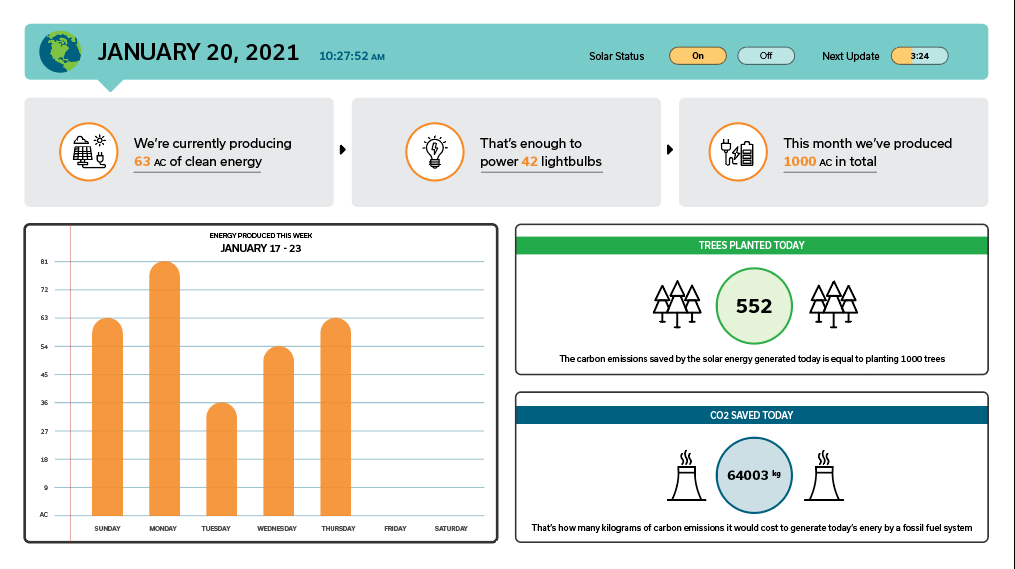 JANUARY 20, 2021
10:27:52 AM
Solar Status
On
Off
Next Update
3:24
We're currently producing
63 AC of clean energy
That's enough to
power 42 lightbulbs
This month we've produced
1000 AC in total
ENERGY PRODUCED THIS WEEK
JANUARY 17 - 23
81
72
63
54
45
36
27
18
9
AC
SUNDAY
MONDAY
TUESDAY
WEDNESDAY
THURSDAY
FRIDAY
SATURDAY
TREES PLANTED TODAY
552
The carbon emissions saved by the solar energy generated today is equal to planting 1000 trees
CO2 SAVED TODAY
64003 kg
That's how many kilograms of carbon emissions it would cost to generate today's enery by a fossil fuel system